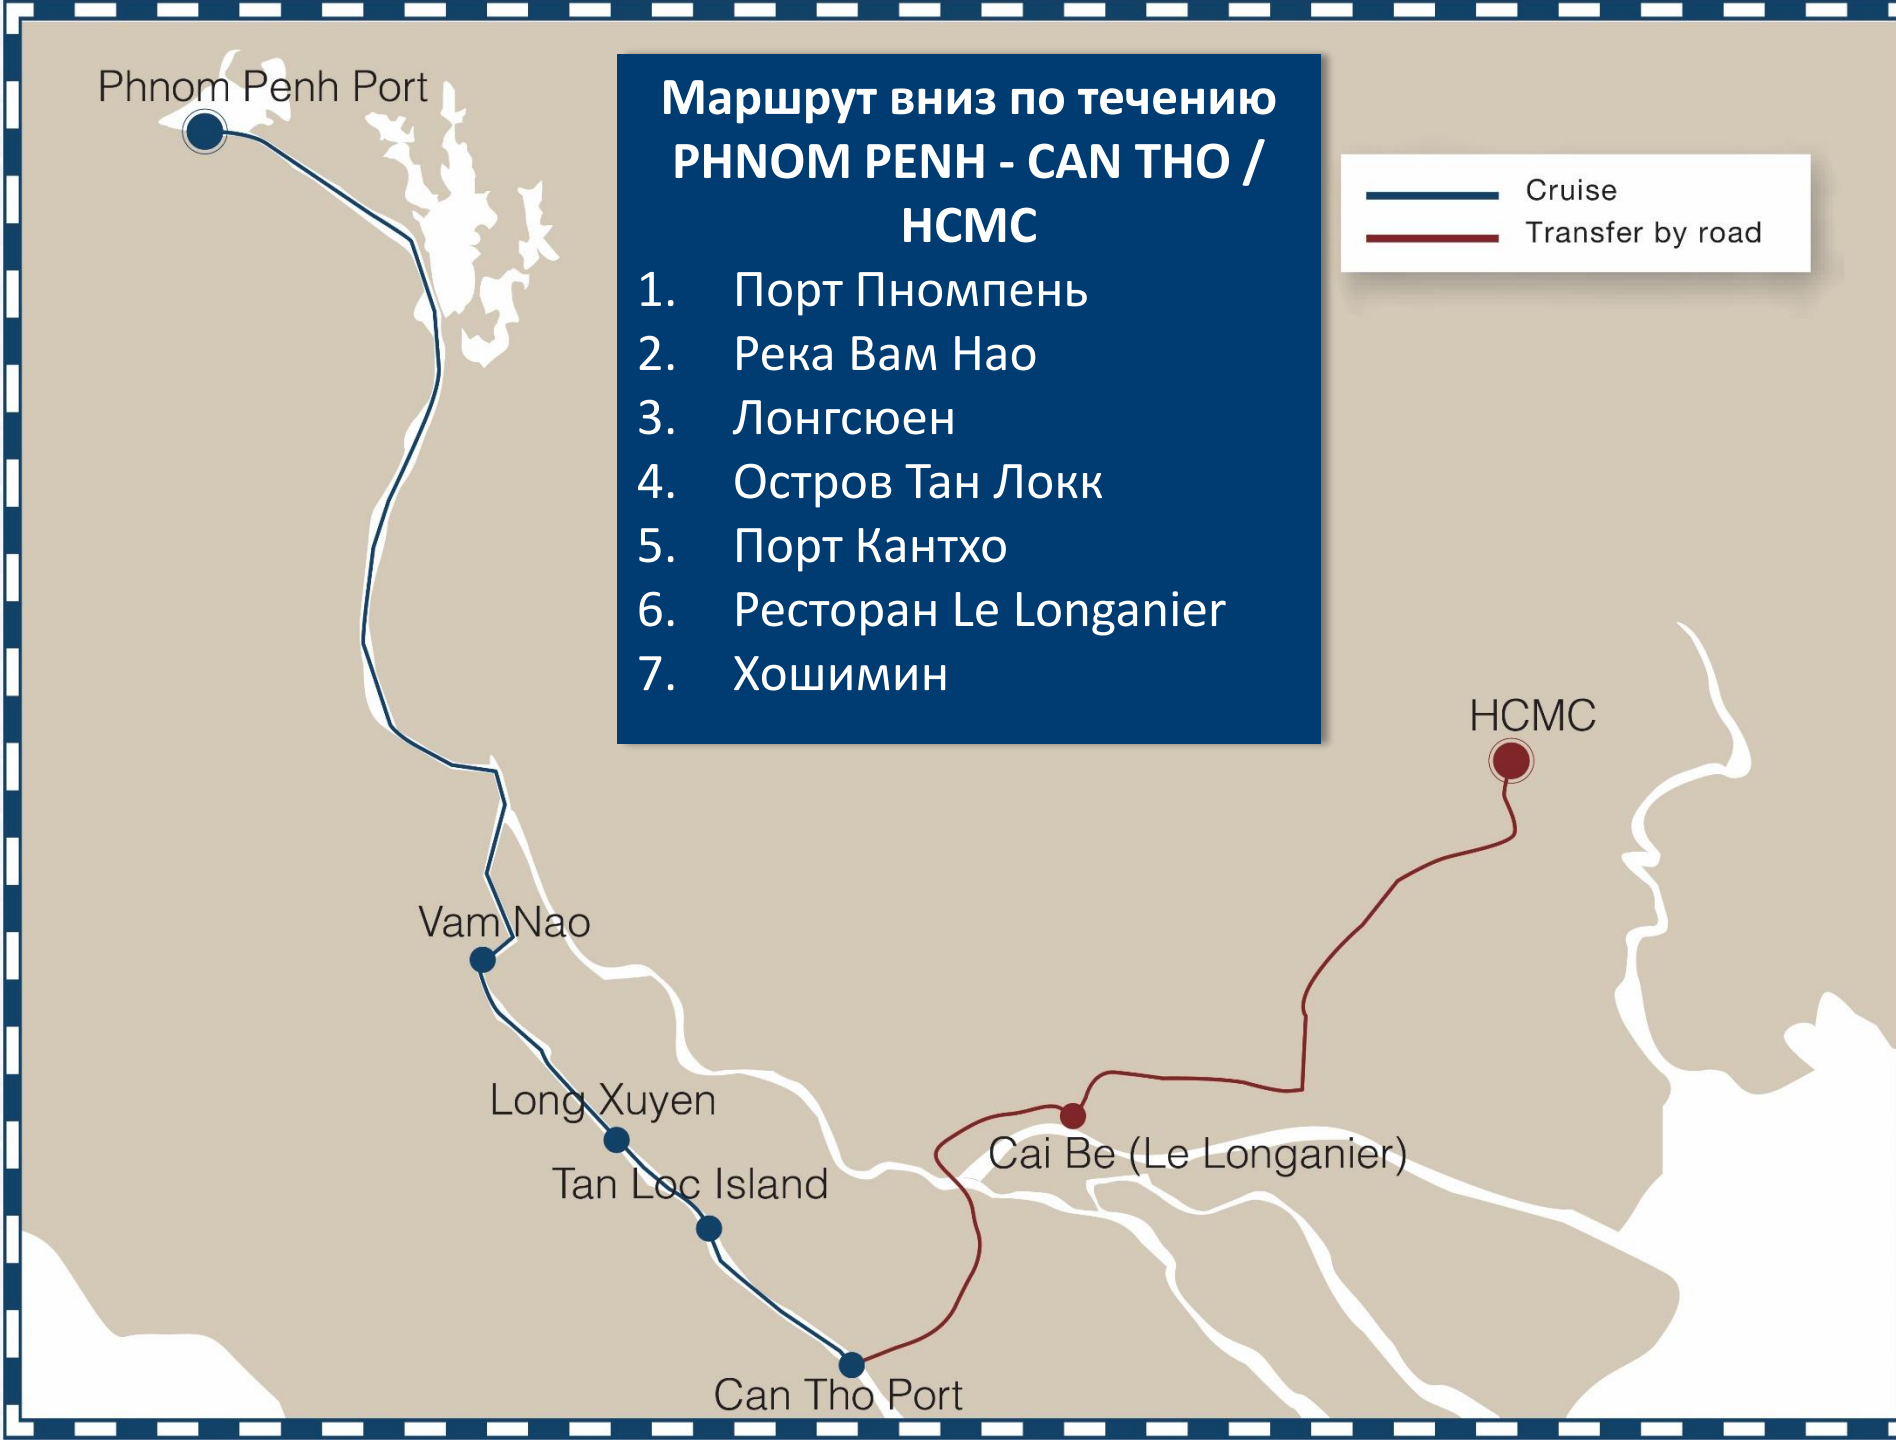 Phnom Penh Port
Маршрут вниз по течению
PHNOM PENH - CAN THO /
HCMC
1. Порт Пномпень
2. Река Вам Нао
3. Лонгсюен
4. Остров Тан Локк
5. Порт Кантхо
6. Ресторан Le Longanier
7. Хошимин
Cruise
Transfer by road
HCMC
Vam Nao
Long Xuyen
Cai Be (Le Longanier)
Tan Loc Island
Can Tho Port